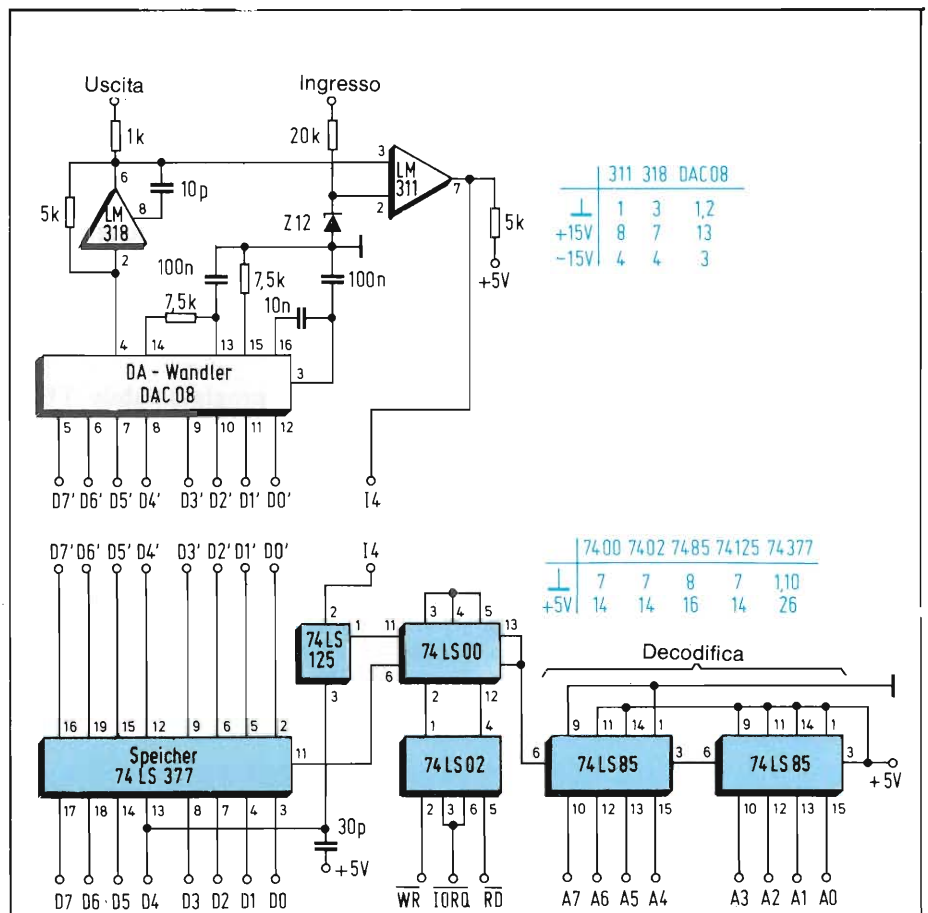 Uscita
Ingresso
1k
20k
3
LM
311
7
2
6
5k
10p
8
LM
318
2
Z12
5k
+5V
311 318 DAC08
⊥ 1 3 1,2
+15V 8 7 13
-15V 4 4 3
100n
7,5k
100n
7,5k
10n
4 14 13 15 16
DA - Wandler
DAC 08
3
5 6 7 8 9 10 11 12
D7' D6' D5' D4' D3' D2' D1' D0'
I4
D7' D6' D5' D4' D3' D2' D1' D0'
I4
7400 7402 7485 74125 74377
⊥ 7 7 8 7 1,10
+5V 14 14 16 14 26
2
74 LS
125
1
3
3 4 5
11
13
74 LS 00
6
2 12
Decodifica
9 11 14 1
9 11 14 1
16 19 15 12 9 6 5 2
Speicher
74 LS 377
11
1 4
74 LS 02
6
74 LS 85
3
6
74 LS 85
3
+5V
17 18 14 13 8 7 4 3
30p
+5V
2 3 6 5
10 12 13 15
10 12 13 15
D7 D6 D5 D4 D3 D2 D1 D0
WR IORQ RD
A7 A6 A5 A4
A3 A2 A1 A0